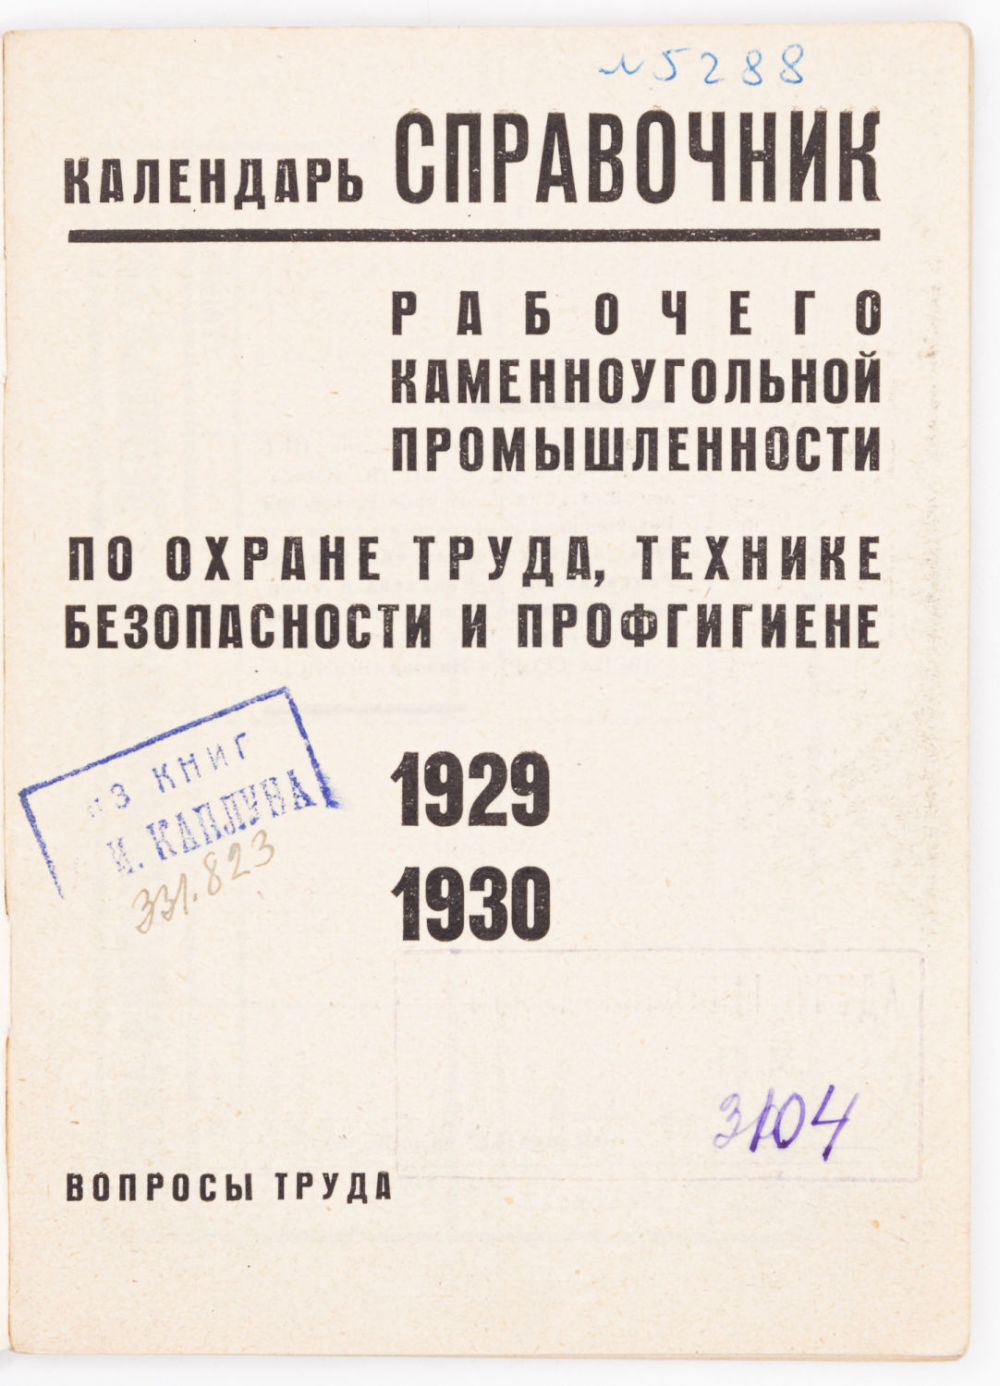 №5288
КАЛЕНДАРЬ СПРАВОЧНИК
РАБОЧЕГО
КАМЕННОУГОЛЬНОЙ
ПРОМЫШЛЕННОСТИ
ПО ОХРАНЕ ТРУДА, ТЕХНИКЕ
БЕЗОПАСНОСТИ И ПРОФГИГИЕНЕ
ИЗ КНИГ
И. КАПЛУНА
331.823
1929
1930
3104
ВОПРОСЫ ТРУДА